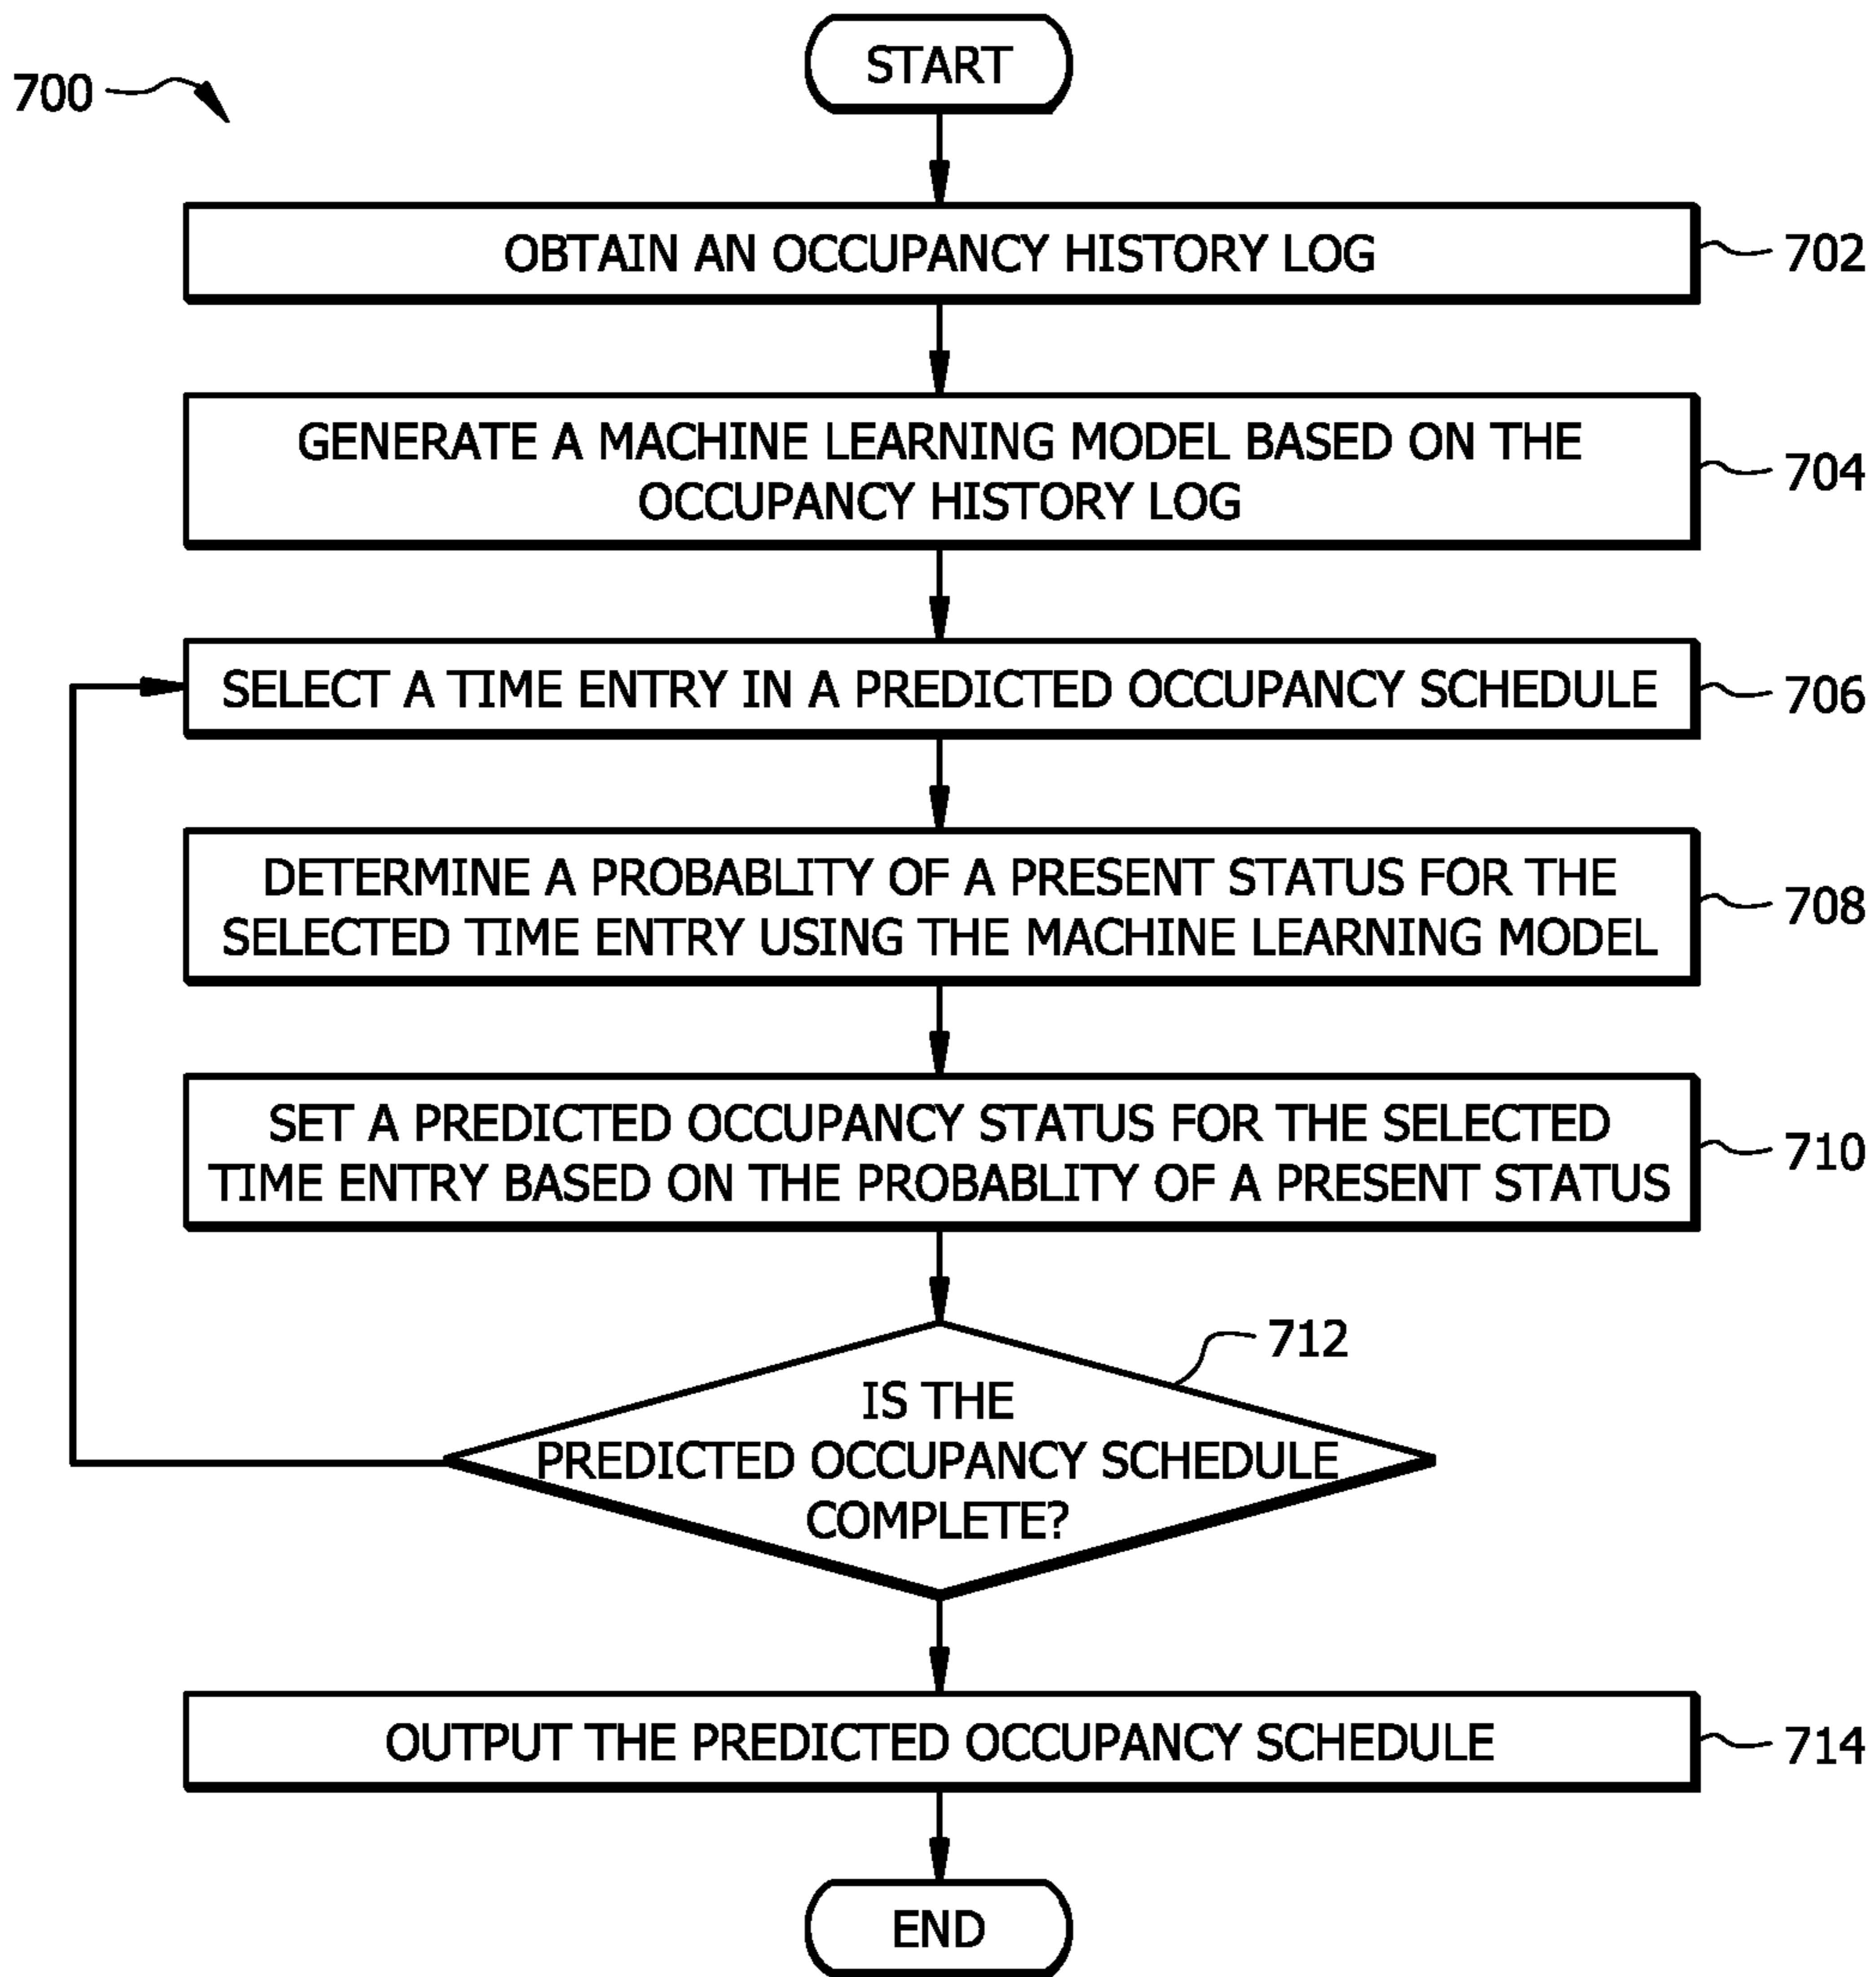 START
700
OBTAIN AN OCCUPANCY HISTORY LOG
702
GENERATE A MACHINE LEARNING MODEL BASED ON THE
OCCUPANCY HISTORY LOG
704
SELECT A TIME ENTRY IN A PREDICTED OCCUPANCY SCHEDULE
706
DETERMINE A PROBABLITY OF A PRESENT STATUS FOR THE
SELECTED TIME ENTRY USING THE MACHINE LEARNING MODEL
708
SET A PREDICTED OCCUPANCY STATUS FOR THE SELECTED
TIME ENTRY BASED ON THE PROBABLITY OF A PRESENT STATUS
710
712
IS THE
PREDICTED OCCUPANCY SCHEDULE
COMPLETE?
OUTPUT THE PREDICTED OCCUPANCY SCHEDULE
714
END